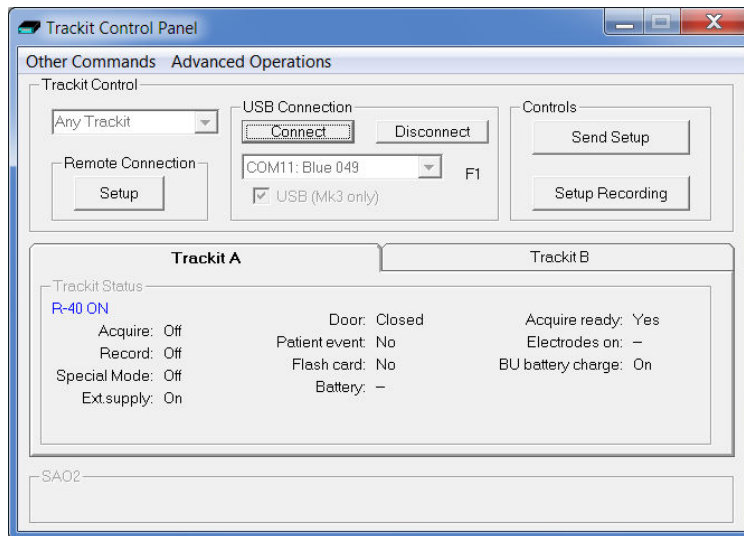 Trackit Control Panel
Other Commands Advanced Operations
Trackit Control
Any Trackit
Remote Connection
Setup
USB Connection
Connect Disconnect
COM11: Blue 049
F1
USB (Mk3 only)
Controls
Send Setup
Setup Recording
Trackit A
Trackit B
Trackit Status
R-40 ON
Acquire: Off
Record: Off
Special Mode: Off
Ext.supply: On
Door: Closed
Patient event: No
Flash card: No
Battery: –
Acquire ready: Yes
Electrodes on: –
BU battery charge: On
SAO2